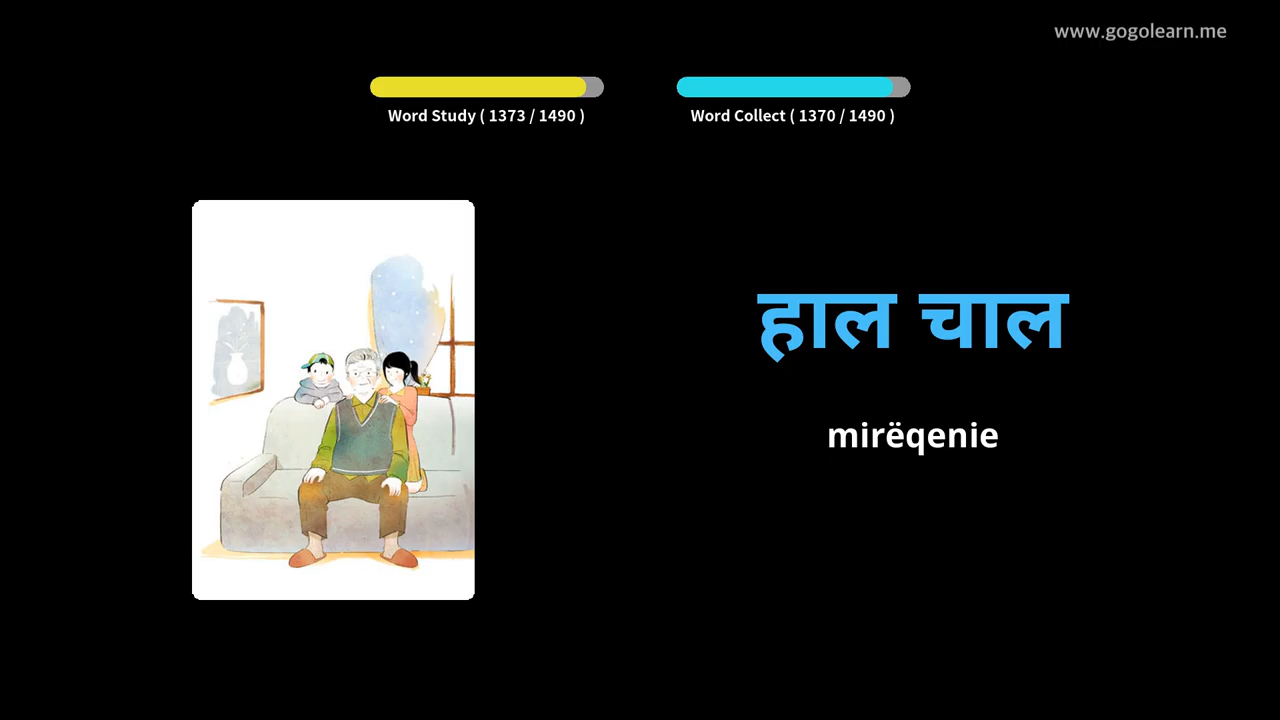 www.gogolearn.me
Word Study ( 1373 / 1490 )
Word Collect ( 1370 / 1490 )
हाल चाल
mirëqenie